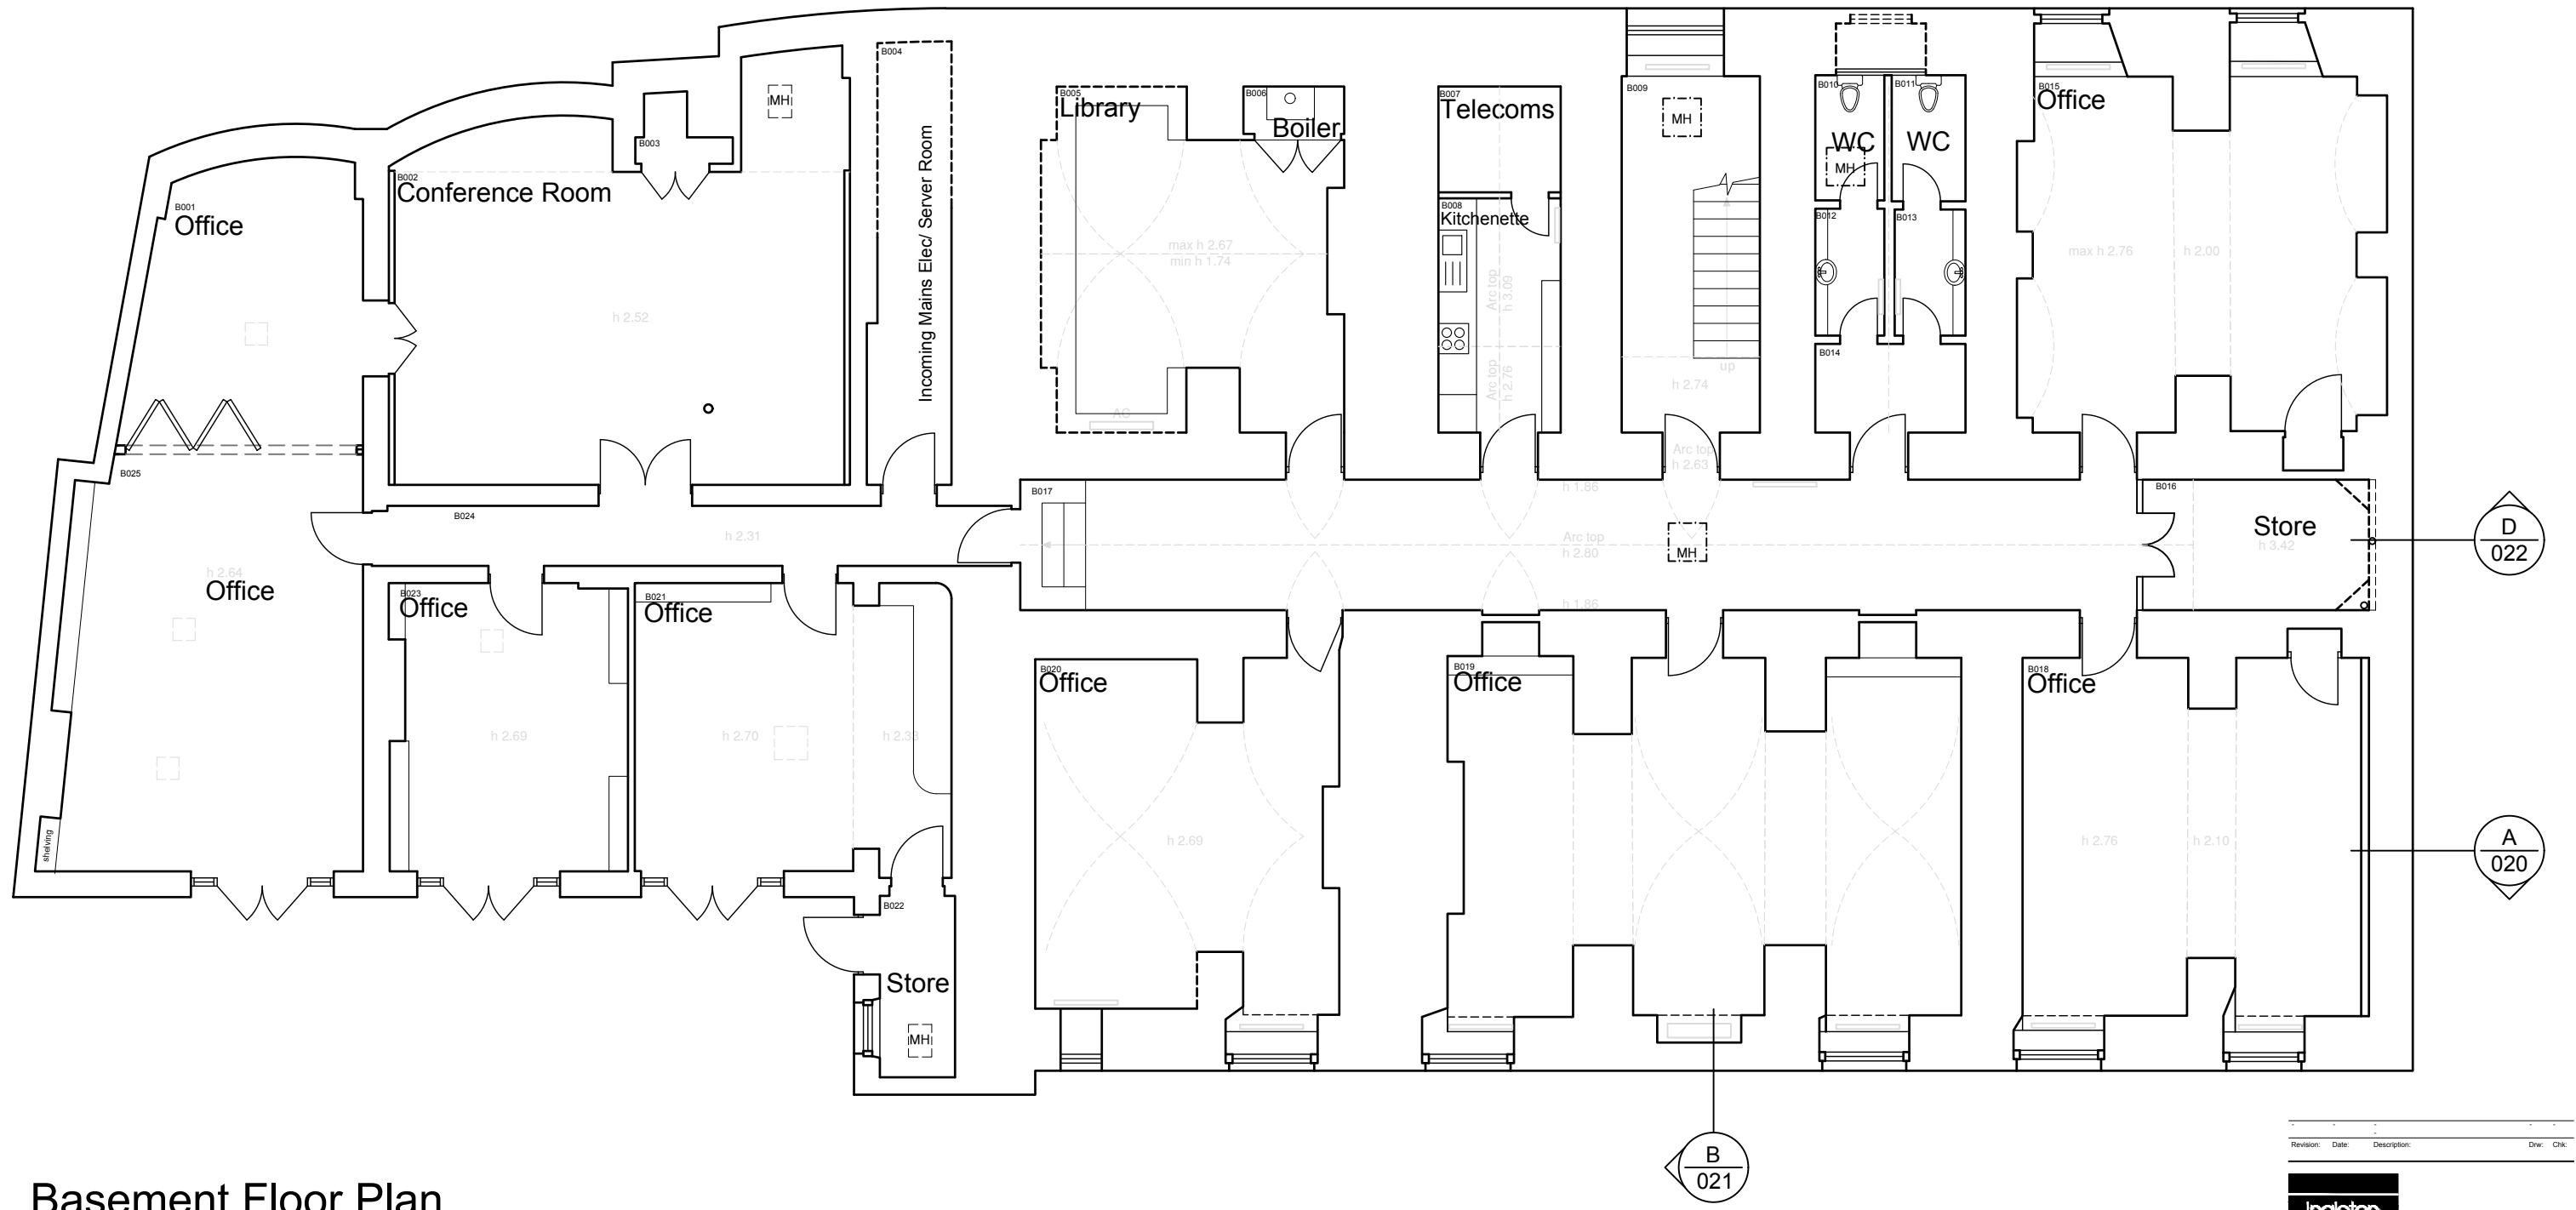 B004
MH
B005
Library
B006
Boiler
B007
Telecoms
B009
MH
B010
WC
MH
B011
WC
B015
Office
B003
B002
Conference Room
B001
Office
Incoming Mains Elec/ Server Room
max h 2.67
min h 1.74
B008
Kitchenette
Arc top
h 3.09
Arc top
h 2.76
B012
B013
max h 2.76
h 2.00
h 2.52
B014
up
h 2.74
AC
Arc top
h 2.63
B025
B017
h 1.86
B016
Store
h 3.42
D
022
B024
h 2.31
Arc top
h 2.80
MH
h 2.64
Office
B023
Office
B021
Office
h 1.86
B020
Office
B019
Office
B018
Office
h 2.69
h 2.70
h 2.33
h 2.69
h 2.76
h 2.10
A
020
shelving
B022
Store
MH
B
021
Revision:
Date:
Description:
Drw:
Chk:
Basement Floor Plan